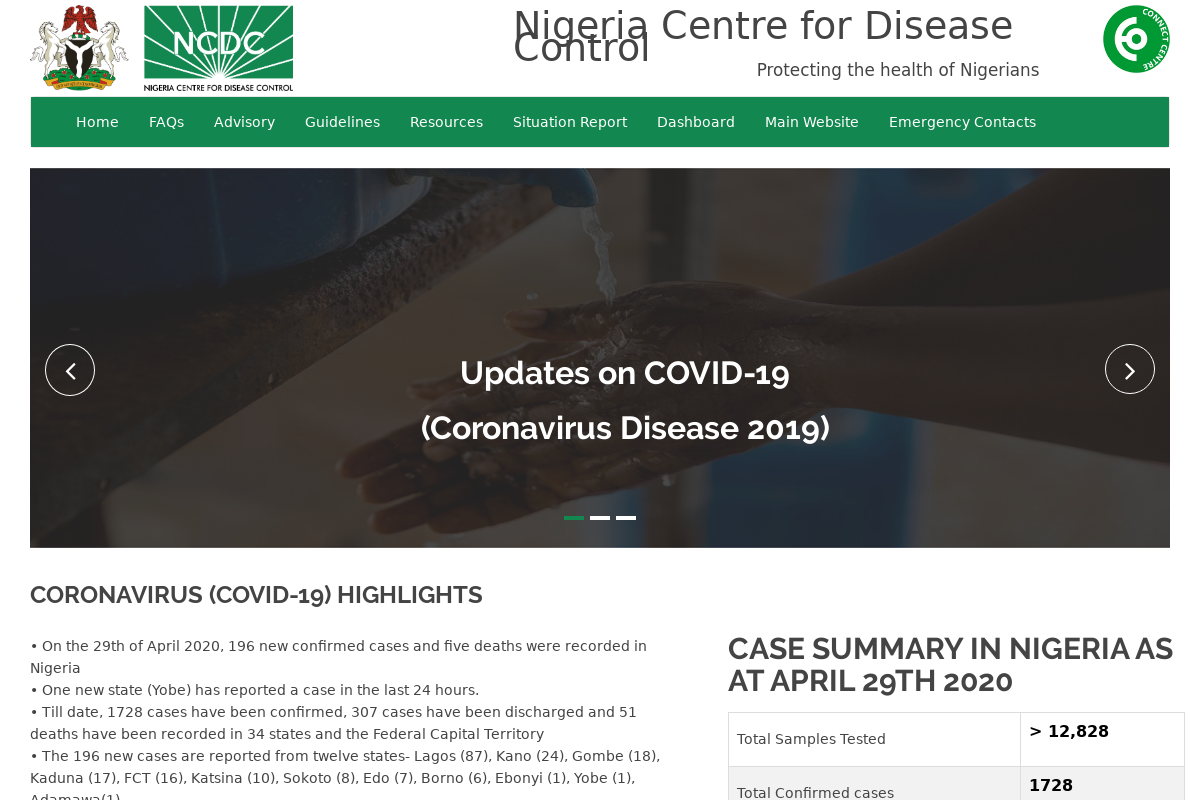 NCDC
NIGERIA CENTRE FOR DISEASE CONTROL
Nigeria Centre for Disease
Control
Protecting the health of Nigerians
CONNECT CENTRE
Home FAQs Advisory Guidelines Resources Situation Report Dashboard Main Website Emergency Contacts
Updates on COVID-19
(Coronavirus Disease 2019)
CORONAVIRUS (COVID-19) HIGHLIGHTS
• On the 29th of April 2020, 196 new confirmed cases and five deaths were recorded in
Nigeria
• One new state (Yobe) has reported a case in the last 24 hours.
• Till date, 1728 cases have been confirmed, 307 cases have been discharged and 51
deaths have been recorded in 34 states and the Federal Capital Territory
• The 196 new cases are reported from twelve states- Lagos (87), Kano (24), Gombe (18),
Kaduna (17), FCT (16), Katsina (10), Sokoto (8), Edo (7), Borno (6), Ebonyi (1), Yobe (1),
Adamawa(1)
CASE SUMMARY IN NIGERIA AS
AT APRIL 29TH 2020
Total Samples Tested > 12,828
Total Confirmed cases 1728